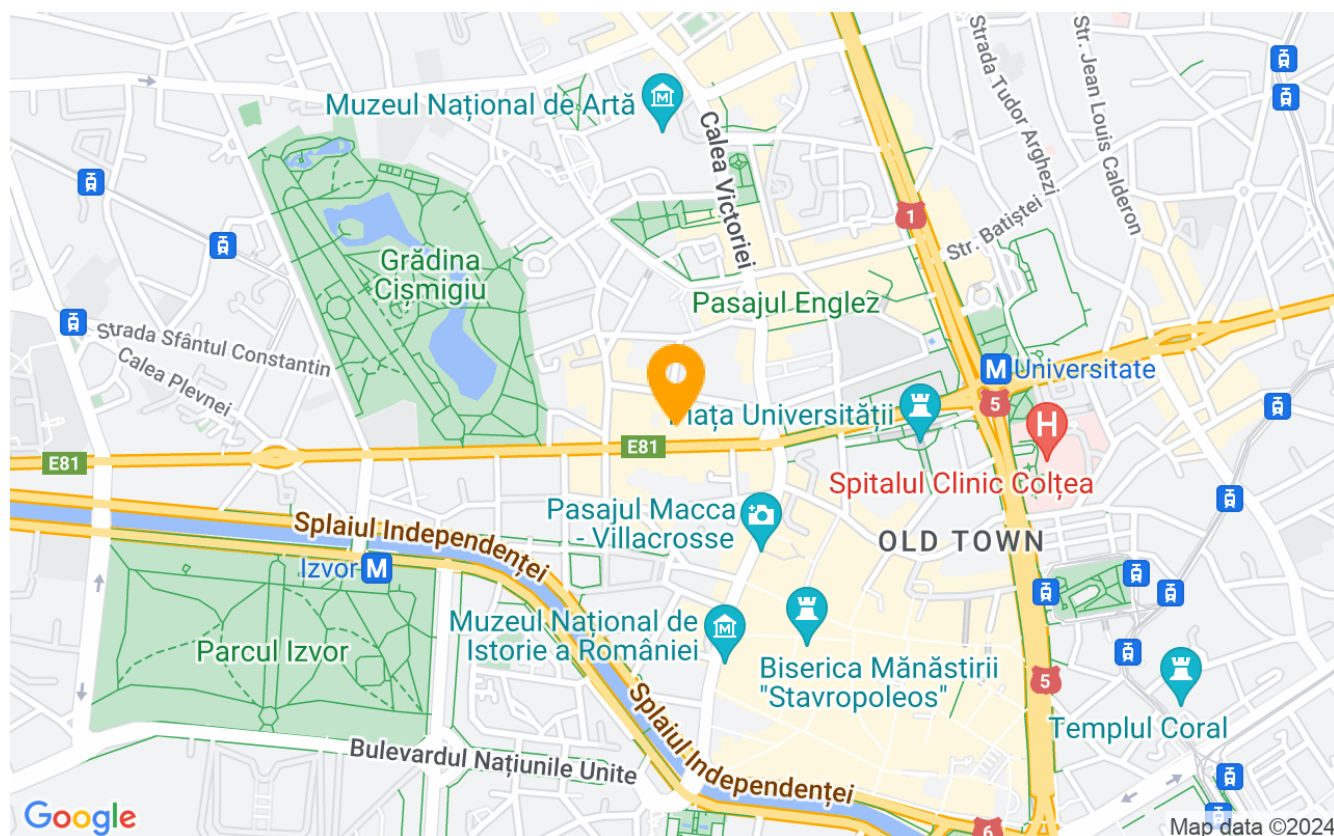 Muzeul Național de Artă
Calea Victoriei
Strada Tudor Arghezi
Str. Jean Louis Calderon
1
Str. Batiștei
Grădina
Cișmigiu
Pasajul Englez
Strada Sfântul Constantin
Calea Plevnei
M Universitate
5
Piața Universității
H
E81
E81
Spitalul Clinic Colțea
Pasajul Macca
- Villacrosse
OLD TOWN
Splaiul Independenței
Izvor M
Muzeul Național de
Istorie a României
Parcul Izvor
Biserica Mănăstirii
"Stavropoleos"
5
Templul Coral
Splaiul Independenței
Bulevardul Națiunile Unite
Google
6
Map data ©2024